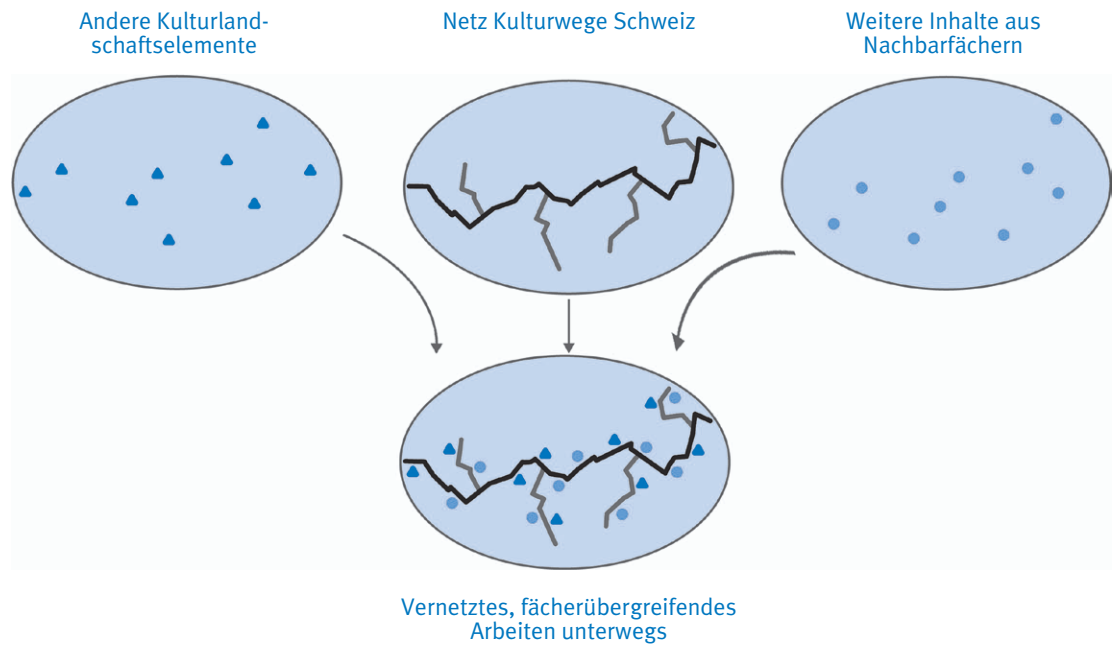 Andere Kulturland-
schaftselemente
Netz Kulturwege Schweiz
Weitere Inhalte aus
Nachbarfächern
Vernetztes, fächerübergreifendes
Arbeiten unterwegs